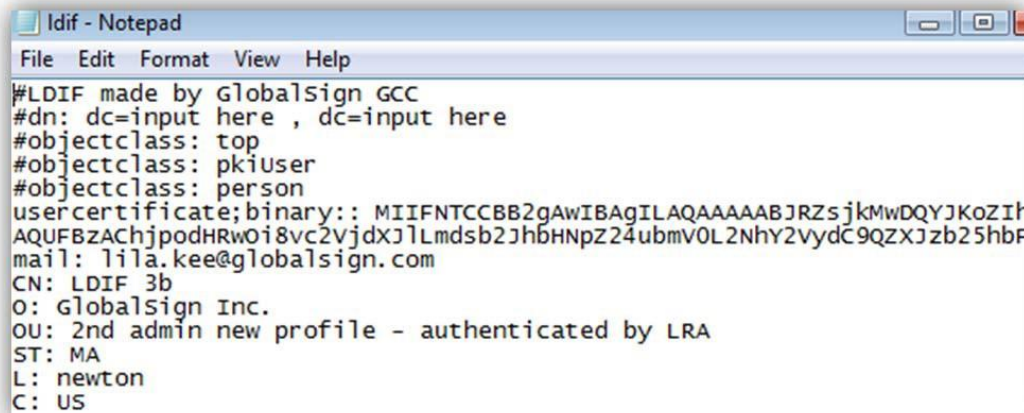 ldif - Notepad
File Edit Format View Help
#LDIF made by GlobalSign GCC
#dn: dc=input here , dc=input here
#objectclass: top
#objectclass: pkiUser
#objectclass: person
usercertificate;binary:: MIIFNTCCBB2gAwIBAgILAQAAAAABJRZsjkMwDQYJKoZIh
AQUFBzAChjpodHRwOi8vc2VjdXJlLmdsb2JhbHNpZ24ubmV0L2NhY2VydC9QZXJzb25hb
mail: lila.kee@globalsign.com
CN: LDIF 3b
O: GlobalSign Inc.
OU: 2nd admin new profile - authenticated by LRA
ST: MA
L: newton
C: US